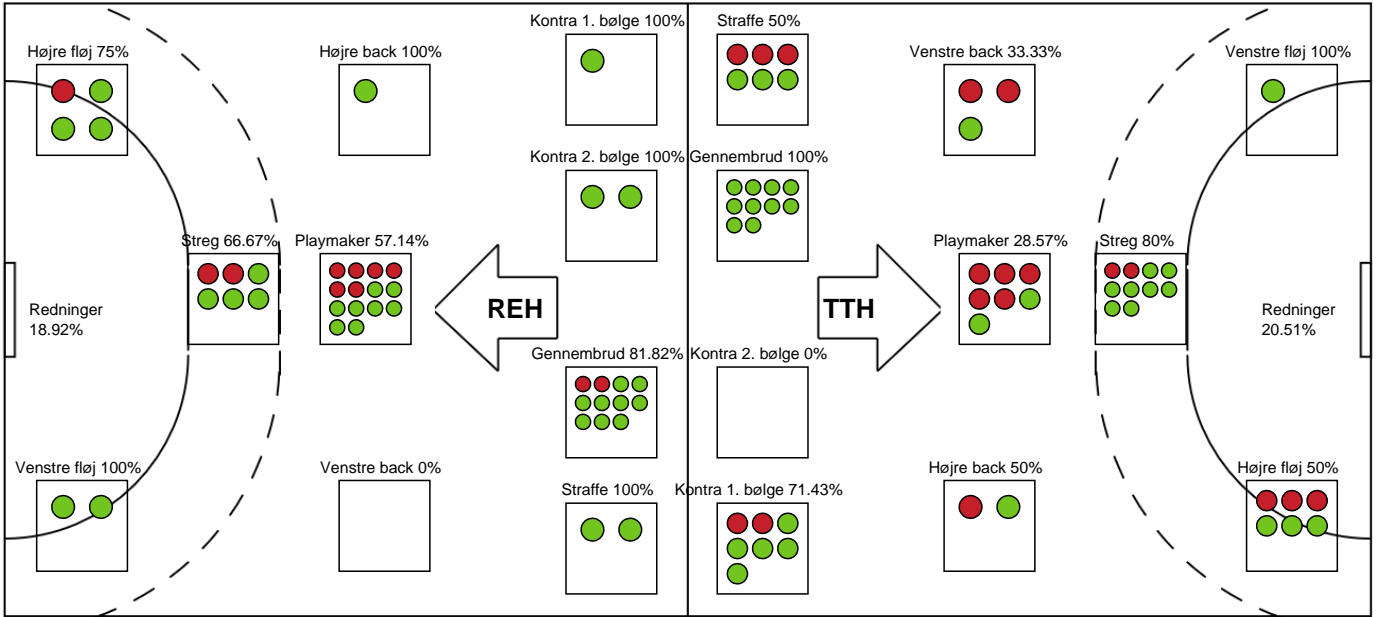 Kontra 1. bølge 100%
Straffe 50%
Højre fløj 75%
Højre back 100%
Venstre back 33.33%
Venstre fløj 100%
Kontra 2. bølge 100%
Gennembrud 100%
Streg 66.67%
Playmaker 57.14%
Playmaker 28.57%
Streg 80%
REH
TTH
Redninger
18.92%
Redninger
20.51%
Gennembrud 81.82%
Kontra 2. bølge 0%
Venstre fløj 100%
Venstre back 0%
Højre back 50%
Højre fløj 50%
Straffe 100%
Kontra 1. bølge 71.43%